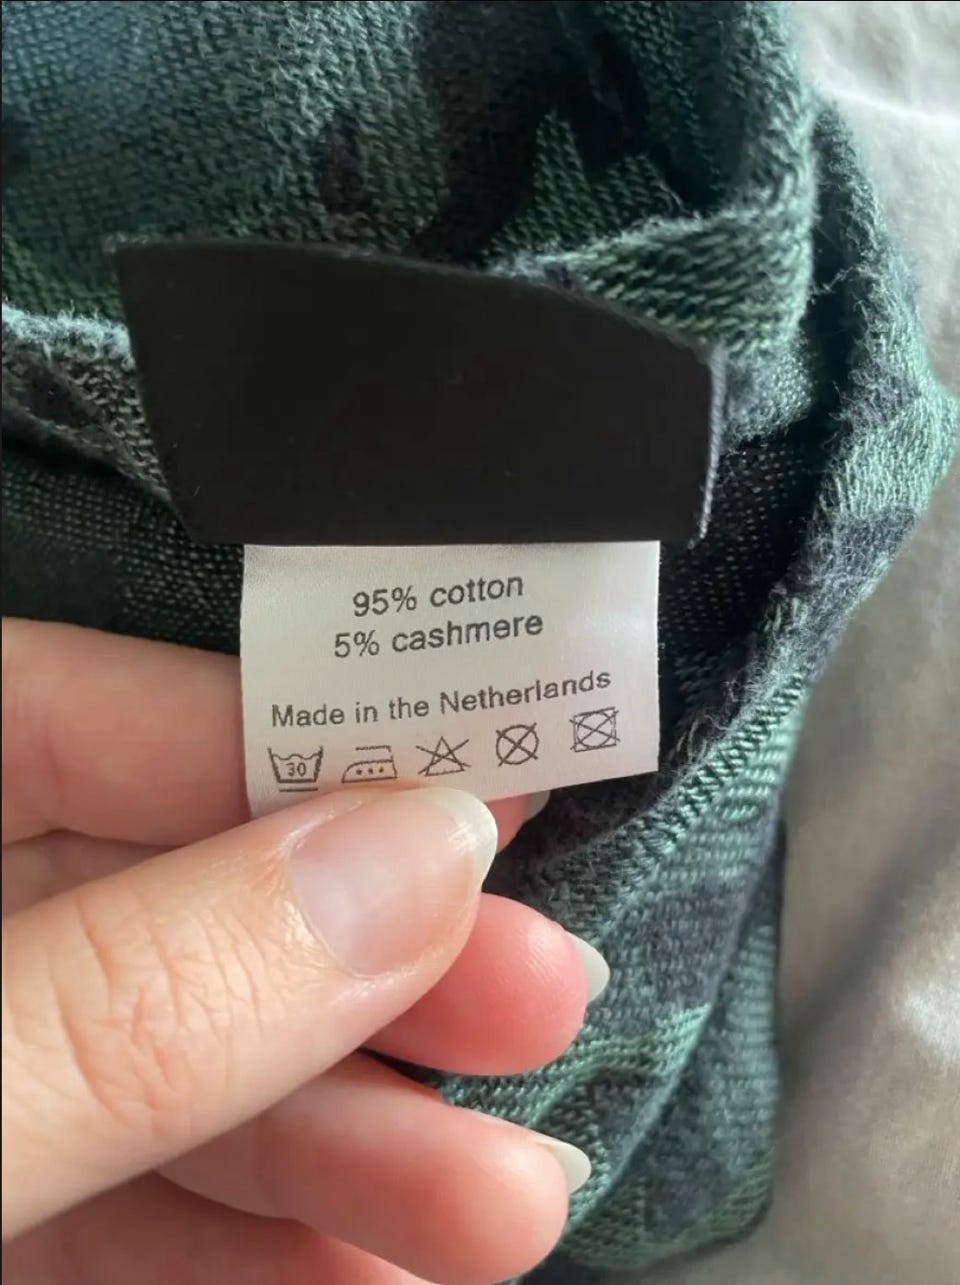 95% cotton
5% cashmere
Made in the Netherlands
30